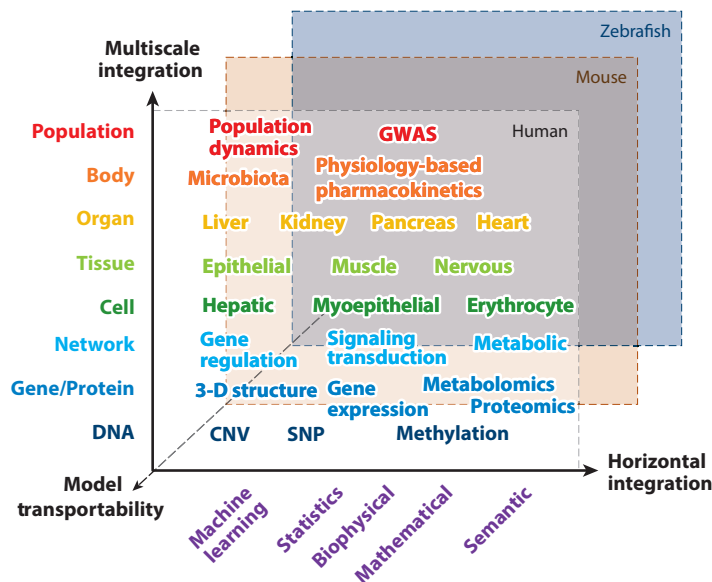 Multiscale
integration
Zebrafish
Mouse
Human
Population
Population
dynamics
GWAS
Body
Microbiota
Physiology-based
pharmacokinetics
Organ
Liver
Kidney
Pancreas
Heart
Tissue
Epithelial
Muscle
Nervous
Cell
Hepatic
Myoepithelial
Erythrocyte
Network
Gene
regulation
Signaling
transduction
Metabolic
Gene/Protein
3-D structure
Gene
expression
Metabolomics
Proteomics
DNA
CNV
SNP
Methylation
Model
transportability
Horizontal
integration
Machine
learning
Statistics
Biophysical
Mathematical
Semantic